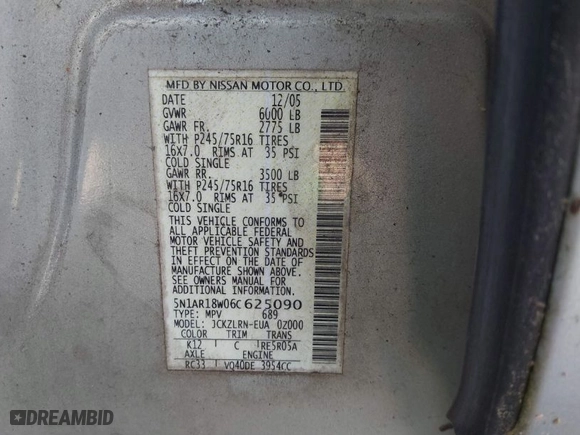 MFD BY NISSAN MOTOR CO., LTD.
DATE 12/05
GVWR 6000 LB
GAWR FR. 2775 LB
WITH P245/75R16 TIRES
16X7.0 RIMS AT 35 PSI
COLD SINGLE
GAWR RR. 3500 LB
WITH P245/75R16 TIRES
16X7.0 RIMS AT 35 PSI
COLD SINGLE
THIS VEHICLE CONFORMS TO
ALL APPLICABLE FEDERAL
MOTOR VEHICLE SAFETY AND
THEFT PREVENTION STANDARDS
IN EFFECT ON THE DATE OF
MANUFACTURE SHOWN ABOVE.
SEE OWNERS MANUAL FOR
ADDITIONAL INFORMATION
5N1AR18W06C625090
TYPE: MPV 689
MODEL: JCKZLRN-EUA 0Z000
COLOR TRIM TRANS
K12 C RE5R05A
AXLE ENGINE
RC33 VQ40DE 3954CC
DREAMBID